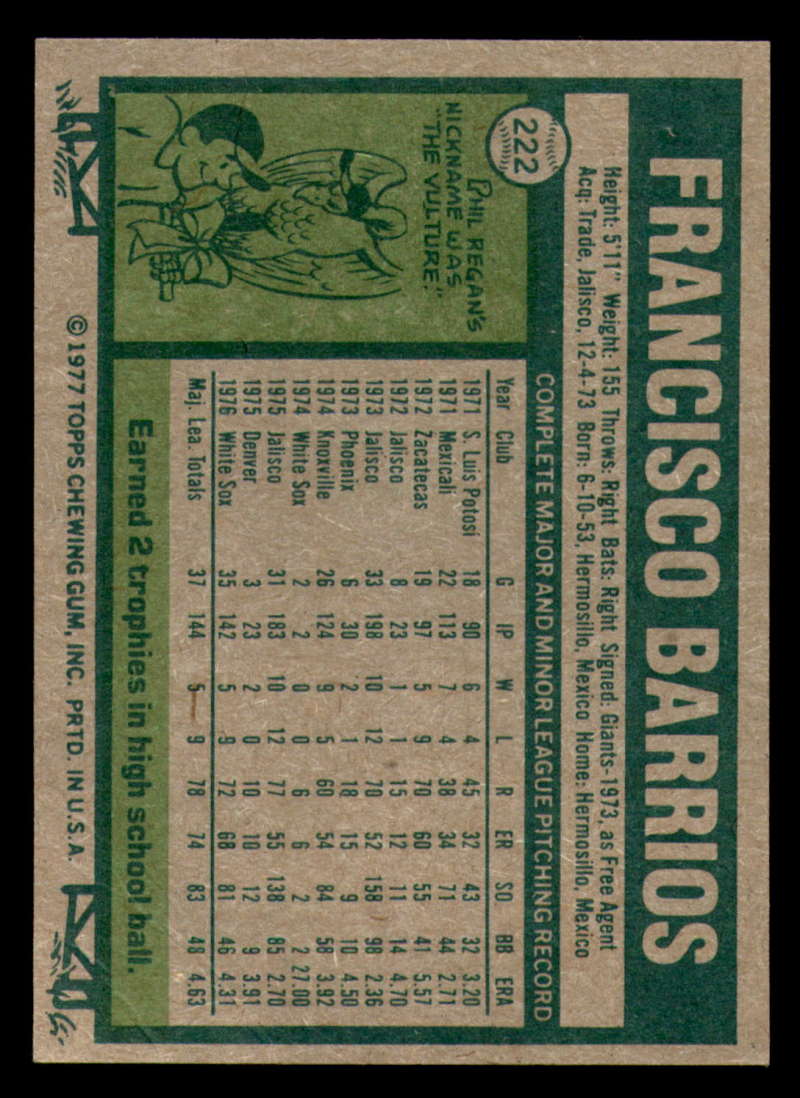 222
FRANCISCO BARRIOS
Height: 5'11" Weight: 155 Throws: Right Bats: Right Signed: Giants-1973, as Free Agent
Acq: Trade, Jalisco, 12-4-73 Born: 6-10-53, Hermosillo, Mexico Home: Hermosillo, Mexico
COMPLETE MAJOR AND MINOR LEAGUE PITCHING RECORD
Year Club G IP W L R ER SO BB ERA
1971 S. Luis Potosi 18 90 6 4 45 32 43 32 3.20
1971 Mexicali 22 113 7 4 38 34 71 44 2.71
1972 Zacatecas 19 97 5 9 70 60 55 41 5.57
1972 Jalisco 8 23 1 1 15 12 11 14 4.70
1973 Jalisco 33 198 10 12 70 52 158 98 2.36
1973 Phoenix 6 30 2 1 18 15 9 10 4.50
1974 Knoxville 26 124 9 5 60 54 84 58 3.92
1974 White Sox 2 2 0 0 6 6 2 2 27.00
1975 Jalisco 31 183 10 12 77 55 138 85 2.70
1975 Denver 3 23 2 0 10 10 12 9 3.91
1976 White Sox 35 142 5 9 72 68 81 46 4.31
Maj. Lea. Totals 37 144 5 9 78 74 83 48 4.63
PHIL REGAN'S
NICKNAME WAS
"THE VULTURE."
Earned 2 trophies in high school ball.
© 1977 TOPPS CHEWING GUM, INC. PRTD. IN U.S.A.